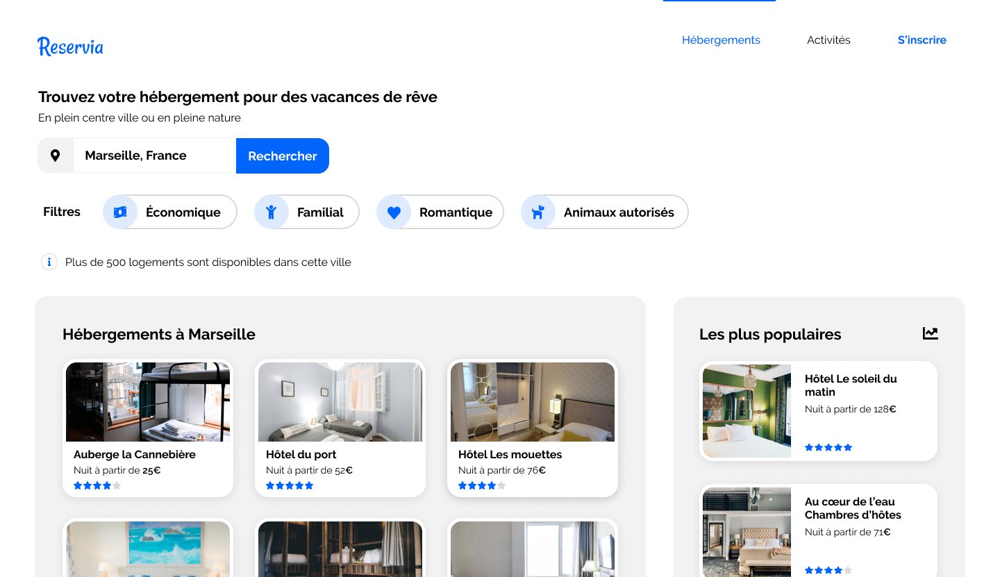 Reservia
Hébergements
Activités
S’inscrire
Trouvez votre hébergement pour des vacances de rêve
En plein centre ville ou en pleine nature
Marseille, France
Rechercher
Filtres
Économique
Familial
Romantique
Animaux autorisés
Plus de 500 logements sont disponibles dans cette ville
Hébergements à Marseille
Auberge la Cannebière
Nuit à partir de 25€
Hôtel du port
Nuit à partir de 52€
Hôtel Les mouettes
Nuit à partir de 76€
Les plus populaires
Hôtel Le soleil du
matin
Nuit à partir de 128€
Au cœur de l’eau
Chambres d’hôtes
Nuit à partir de 71€